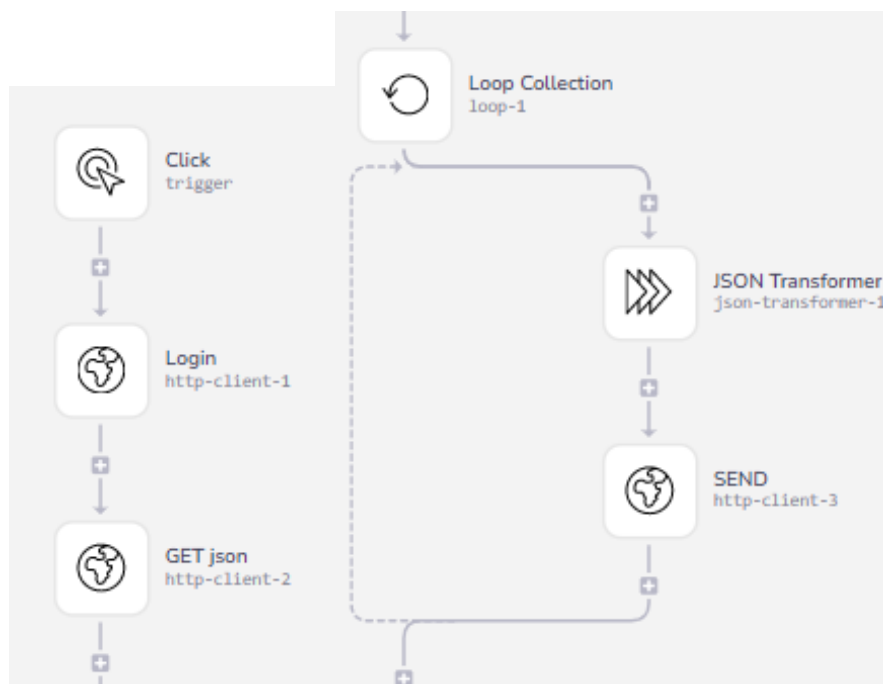 Click
trigger
Login
http-client-1
GET json
http-client-2
Loop Collection
loop-1
JSON Transformer
json-transformer-1
SEND
http-client-3